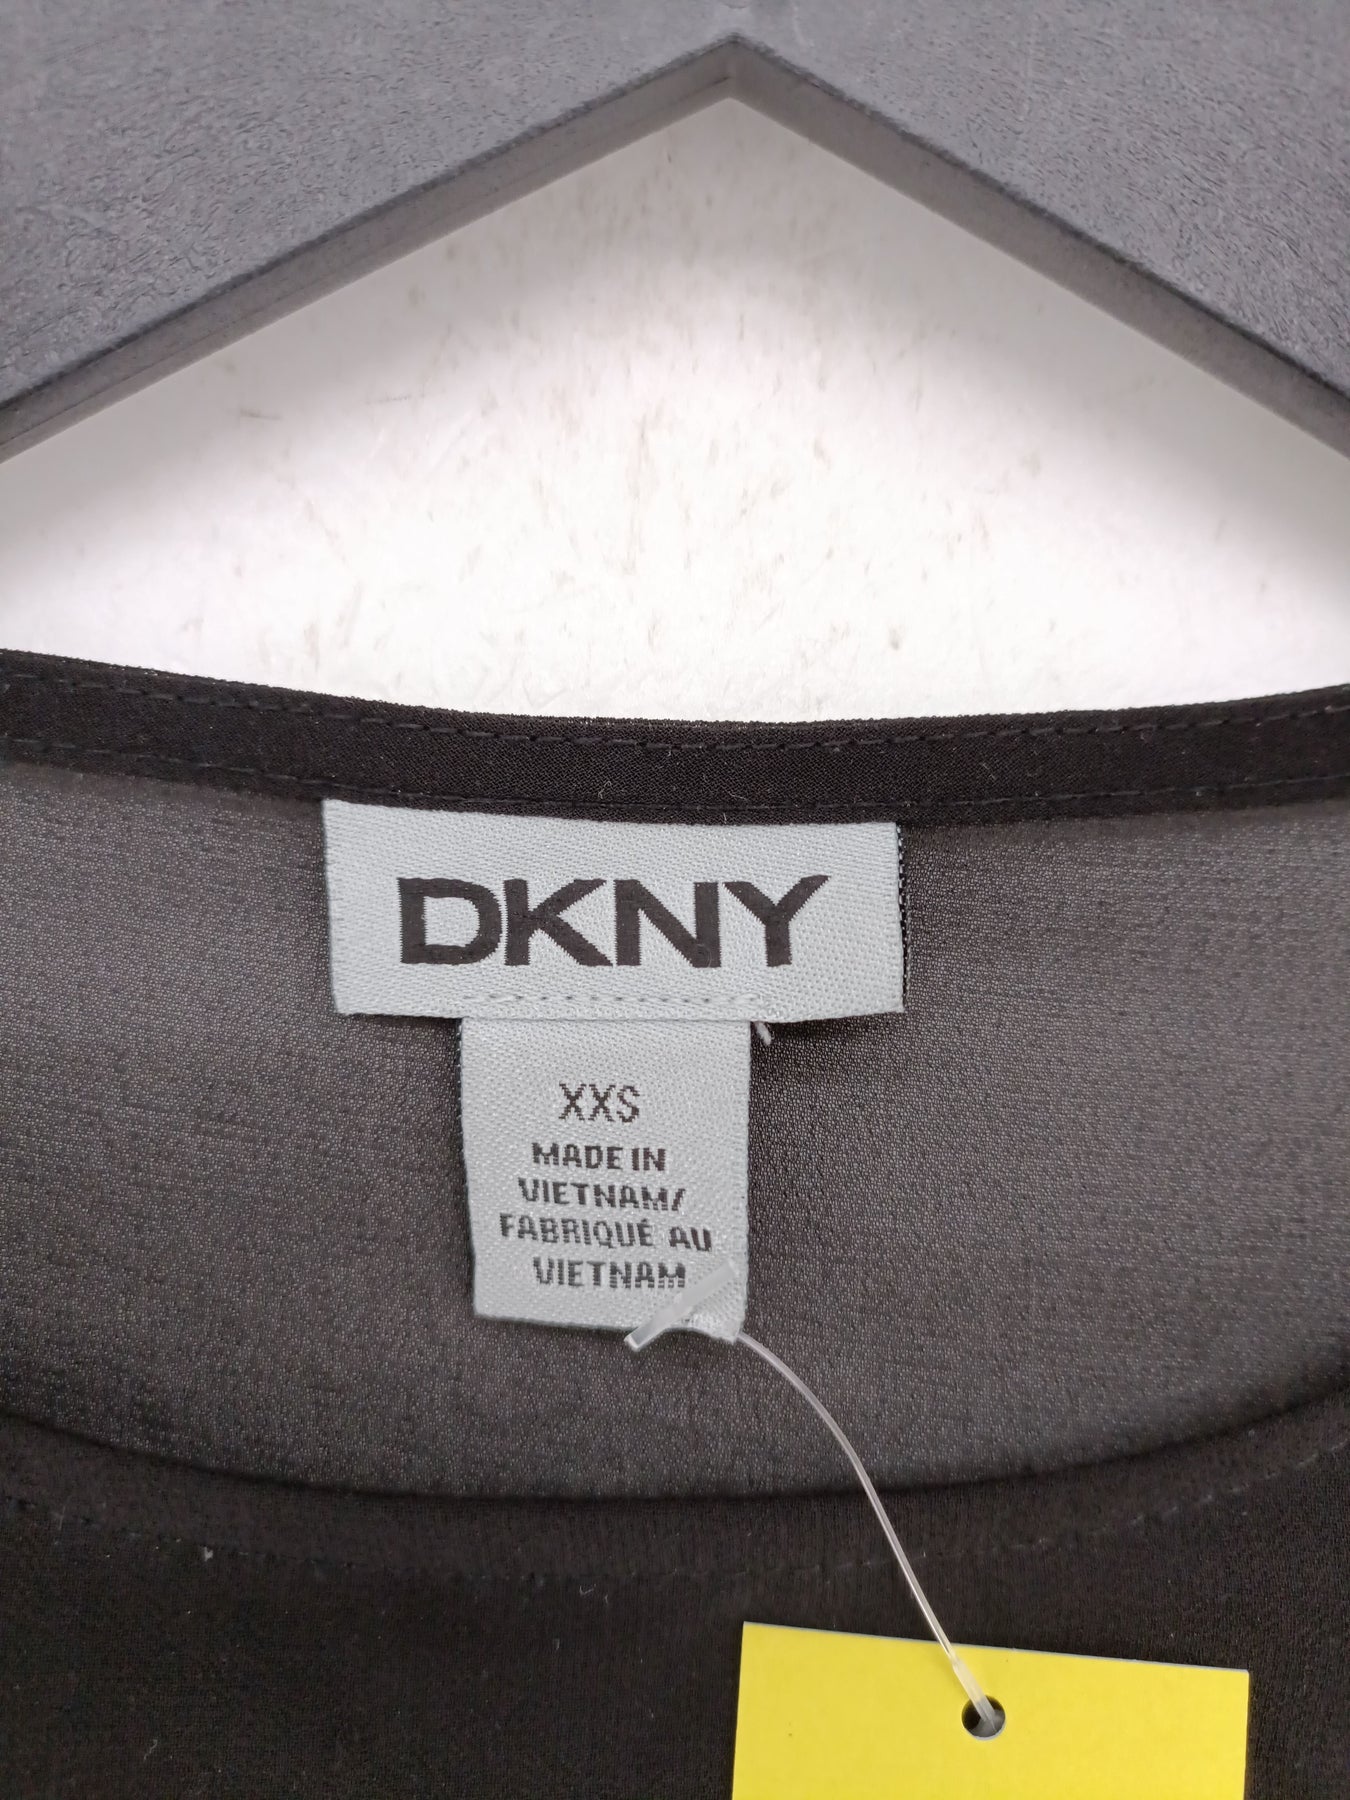 DKNY
XXS
MADE IN
VIETNAM/
FABRIQUÉ AU
VIETNAM